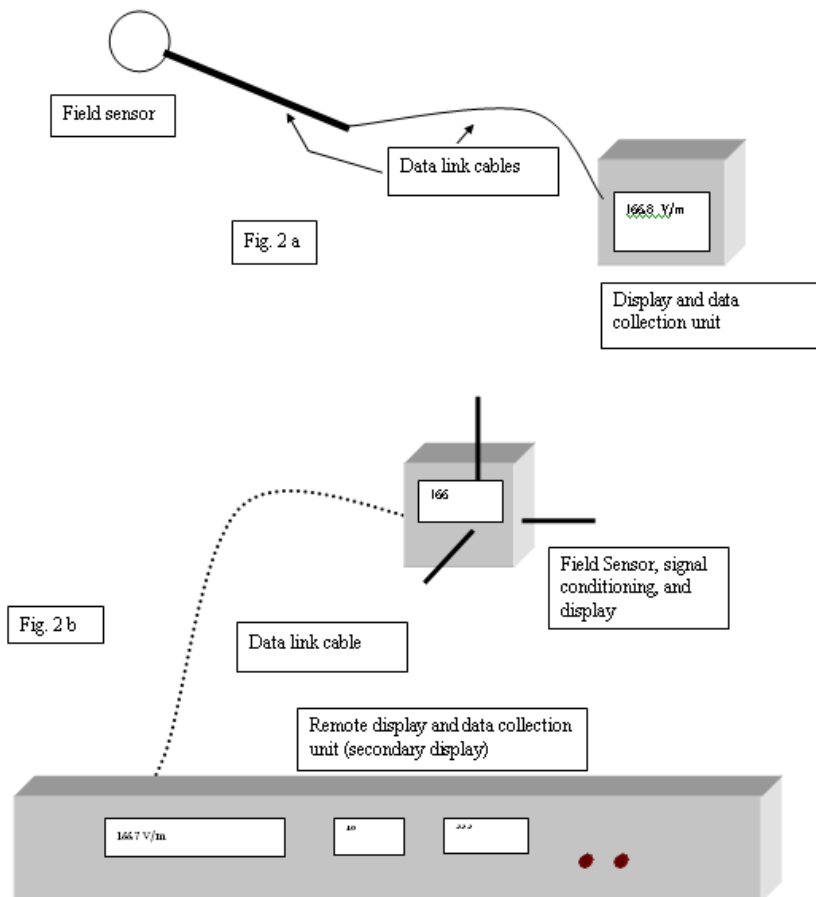 Field sensor
Data link cables
166.8 V/m
Fig. 2 a
Display and data
collection unit
166
Field Sensor, signal
conditioning, and
display
Fig. 2 b
Data link cable
Remote display and data collection
unit (secondary display)
166.7 V/m